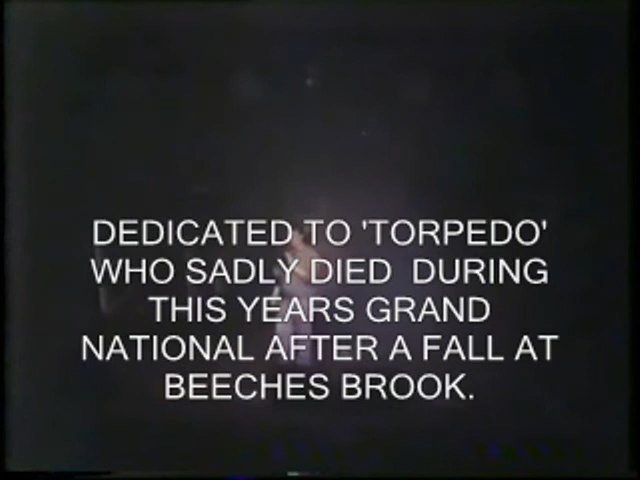 DEDICATED TO 'TORPEDO'
WHO SADLY DIED  DURING
THIS YEARS GRAND
NATIONAL AFTER A FALL AT
BEECHES BROOK.